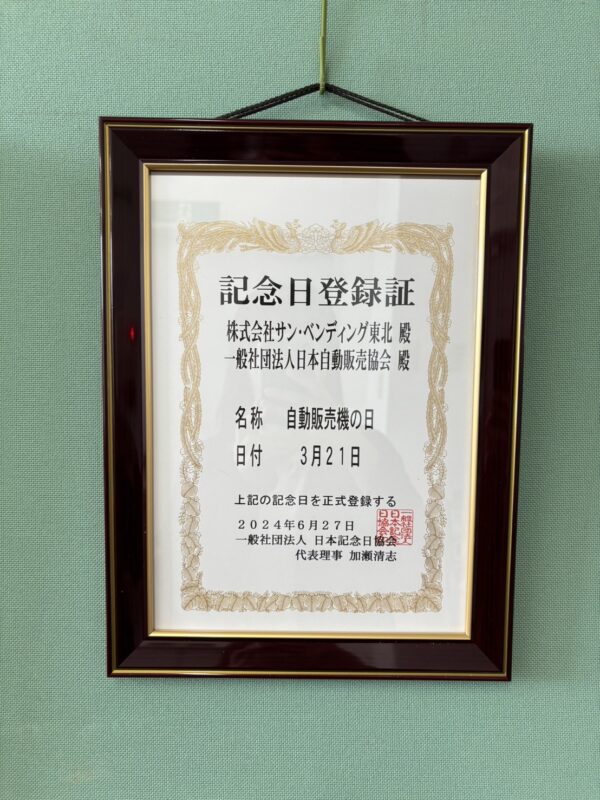 記念日登録証
株式会社サン・ベンディング東北 殿
一般社団法人日本自動販売協会 殿
名称 自動販売機の日
日付 3月21日
上記の記念日を正式登録する
2024年6月27日
一般社団法人 日本記念日協会
代表理事 加瀬清志